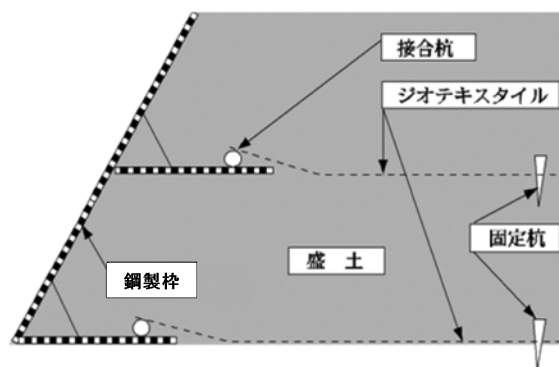 接合杭
ジオテキスタイル
固定杭
盛 土
鋼製枠